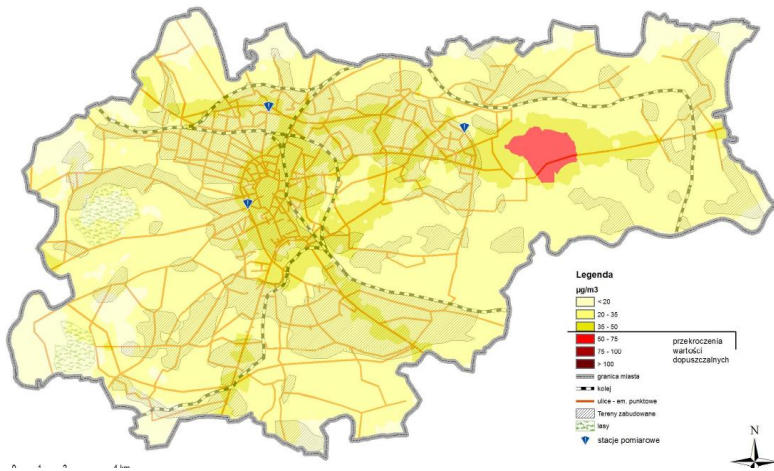 Legenda
µg/m3
< 20
20 - 35
35 - 50
50 - 75
75 - 100
> 100
przekroczenia
wartości
dopuszczalnych
granica miasta
kolej
ulice - em. punktowe
Tereny zabudowane
lasy
stacje pomiarowe
N
0 1 2 4 km